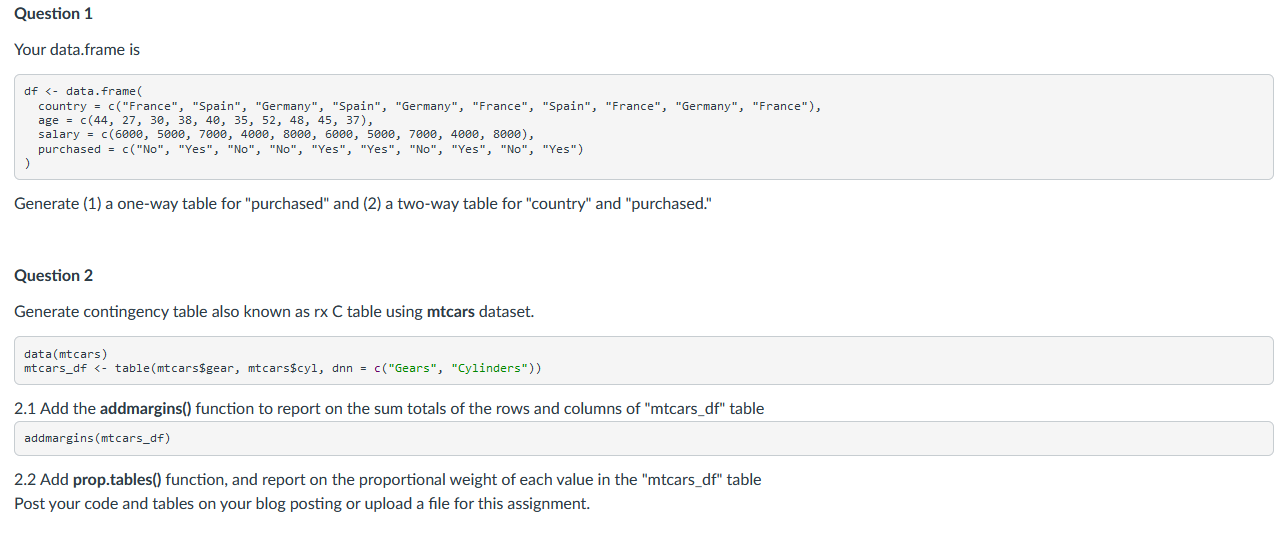 Question 1
Your data.frame is
df <- data.frame(
  country = c("France", "Spain", "Germany", "Spain", "Germany", "France", "Spain", "France", "Germany", "France"),
  age = c(44, 27, 30, 38, 40, 35, 52, 48, 45, 37),
  salary = c(6000, 5000, 7000, 4000, 8000, 6000, 5000, 7000, 4000, 8000),
  purchased = c("No", "Yes", "No", "No", "Yes", "Yes", "No", "Yes", "No", "Yes")
)
Generate (1) a one-way table for "purchased" and (2) a two-way table for "country" and "purchased."
Question 2
Generate contingency table also known as rx C table using mtcars dataset.
data(mtcars)
mtcars_df <- table(mtcars$gear, mtcars$cyl, dnn = c("Gears", "Cylinders"))
2.1 Add the addmargins() function to report on the sum totals of the rows and columns of "mtcars_df" table
addmargins(mtcars_df)
2.2 Add prop.tables() function, and report on the proportional weight of each value in the "mtcars_df" table
Post your code and tables on your blog posting or upload a file for this assignment.